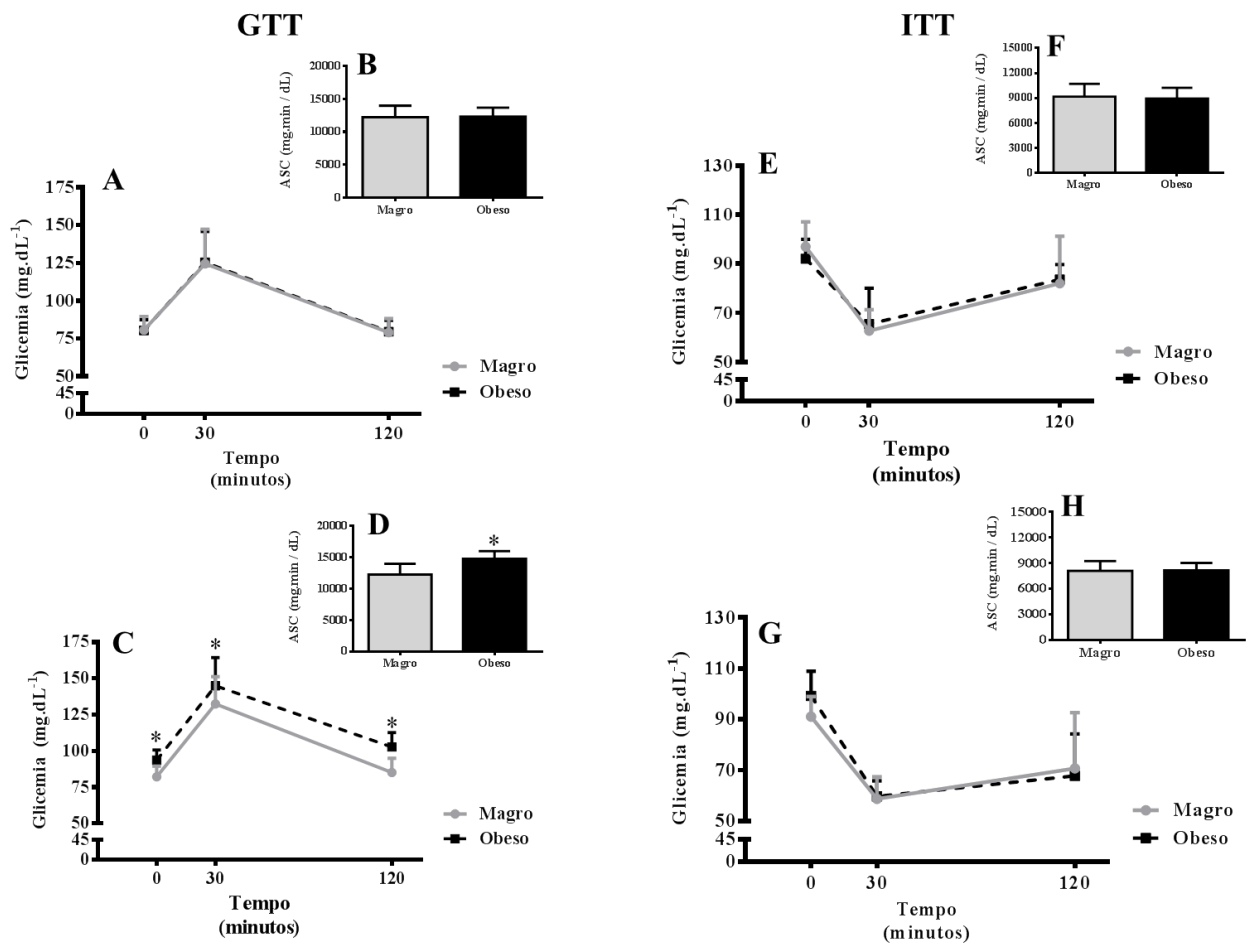 GTT
B
20000
15000
10000
5000
0
ASC (mg.min / dL)
Magro
Obeso
A
175
150
125
100
75
50
45
0
Glicemia (mg.dL-1)
Magro
Obeso
0
30
120
Tempo
(minutos)
ITT
F
15000
12000
9000
6000
3000
0
ASC (mg.min / dL)
Magro
Obeso
E
130
110
90
70
50
45
0
Glicemia (mg.dL-1)
Magro
Obeso
0
30
120
Tempo
(minutos)
D
20000
15000
10000
5000
0
ASC (mg.min / dL)
*
Magro
Obeso
C
175
150
125
100
75
50
45
0
Glicemia (mg.dL-1)
*
*
*
Magro
Obeso
0
30
120
Tempo
(minutos)
H
15000
12000
9000
6000
3000
0
ASC (mg.min / dL)
Magro
Obeso
G
130
110
90
70
50
45
0
Glicemia (mg.dL-1)
Magro
Obeso
0
30
120
Tempo
(minutos)